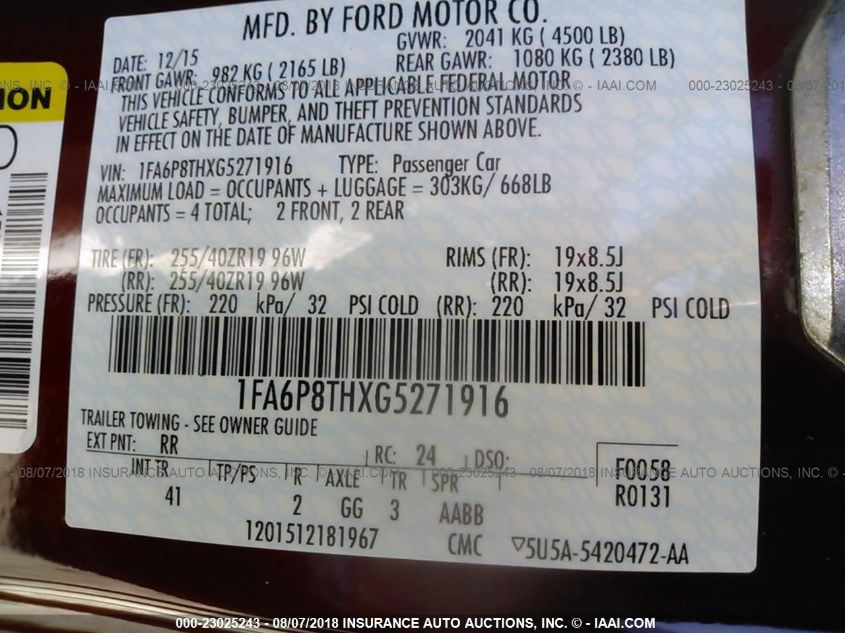 MFD. BY FORD MOTOR CO.
DATE: 12/15 GVWR: 2041 KG ( 4500 LB)
FRONT GAWR: 982 KG ( 2165 LB) REAR GAWR: 1080 KG ( 2380 LB)
THIS VEHICLE CONFORMS TO ALL APPLICABLE FEDERAL MOTOR
VEHICLE SAFETY, BUMPER, AND THEFT PREVENTION STANDARDS
IN EFFECT ON THE DATE OF MANUFACTURE SHOWN ABOVE.
VIN: 1FA6P8THXG5271916 TYPE: Passenger Car
MAXIMUM LOAD = OCCUPANTS + LUGGAGE = 303KG/ 668LB
OCCUPANTS = 4 TOTAL; 2 FRONT, 2 REAR
TIRE (FR): 255/40ZR19 96W RIMS (FR): 19x8.5J
(RR): 255/40ZR19 96W (RR): 19x8.5J
PRESSURE (FR): 220 kPa/ 32 PSI COLD (RR): 220 kPa/ 32 PSI COLD
1FA6P8THXG5271916
TRAILER TOWING - SEE OWNER GUIDE
EXT PNT: RR RC: 24 DSO: F0058
INT TR TP/PS R AXLE TR SPR R0131
41 2 GG 3 AABB
1201512181967 CMC ▽5U5A-5420472-AA
000-23025243 - 08/07/2018 INSURANCE AUTO AUCTIONS, INC. - IAAI.COM